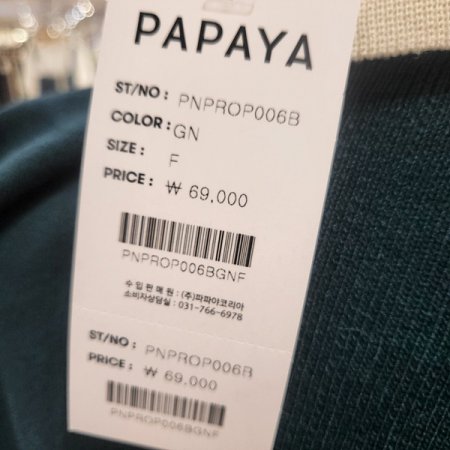 PAPAYA
ST/NO : PNPROP006B
COLOR : GN
SIZE : F
PRICE : ₩ 69.000
PNPROP006BGNF
수 입 판 매 원 : (주)파파야코리아
소비자상담실 : 031-766-6978
ST/NO : PNPROP006B
PRICE : ₩ 69.000
PNPROP006BGNF